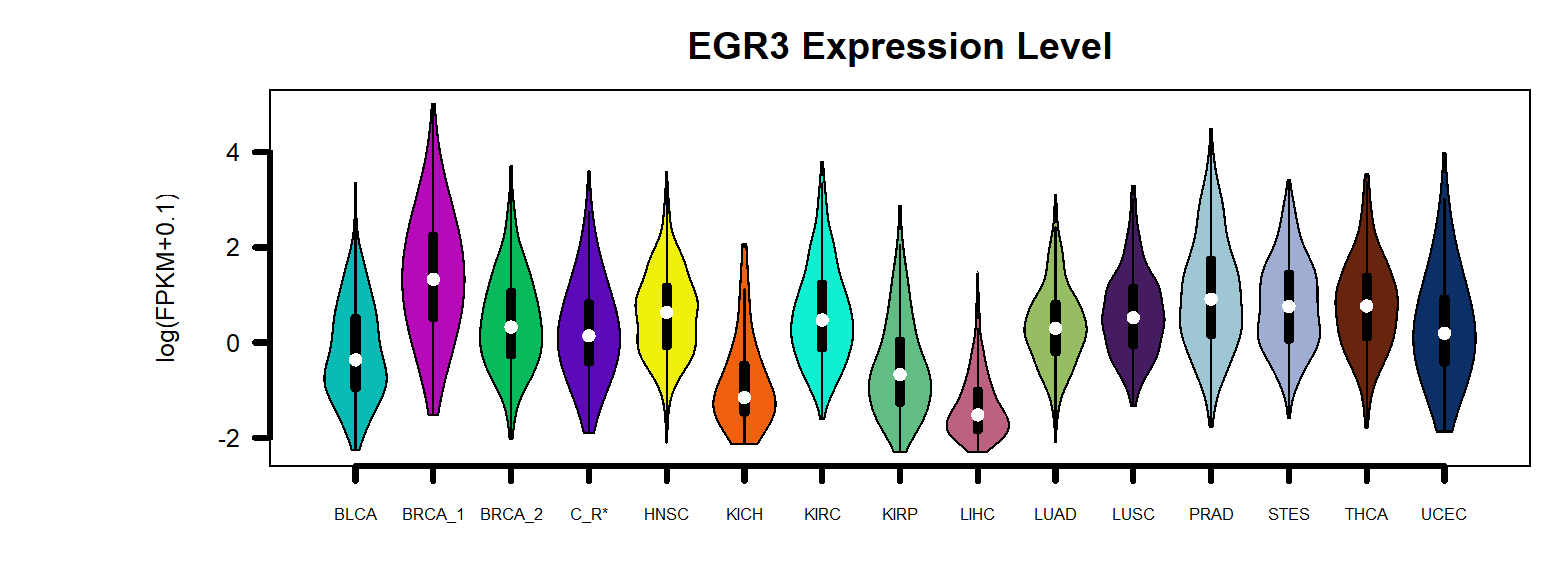 EGR3 Expression Level
log(FPKM+0.1)
4
2
0
-2
BLCA BRCA_1 BRCA_2 C_R* HNSC KICH KIRC KIRP LIHC LUAD LUSC PRAD STES THCA UCEC